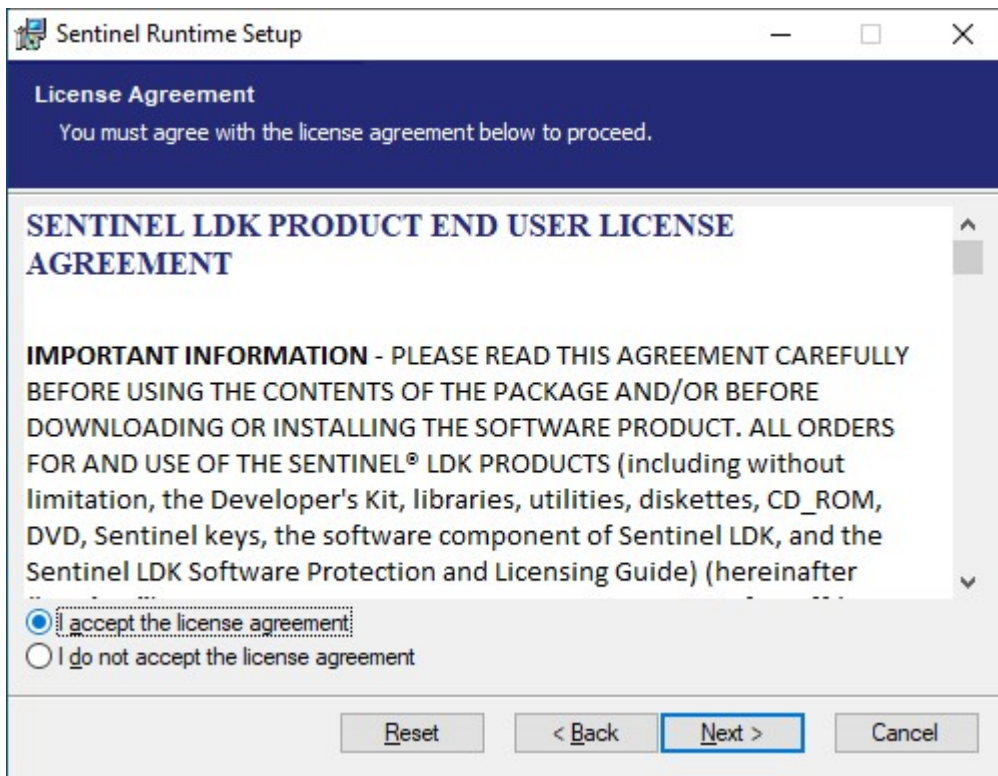 Sentinel Runtime Setup
License Agreement
You must agree with the license agreement below to proceed.
SENTINEL LDK PRODUCT END USER LICENSE
AGREEMENT
IMPORTANT INFORMATION - PLEASE READ THIS AGREEMENT CAREFULLY
BEFORE USING THE CONTENTS OF THE PACKAGE AND/OR BEFORE
DOWNLOADING OR INSTALLING THE SOFTWARE PRODUCT. ALL ORDERS
FOR AND USE OF THE SENTINEL® LDK PRODUCTS (including without
limitation, the Developer's Kit, libraries, utilities, diskettes, CD_ROM,
DVD, Sentinel keys, the software component of Sentinel LDK, and the
Sentinel LDK Software Protection and Licensing Guide) (hereinafter
I accept the license agreement
I do not accept the license agreement
Reset < Back Next > Cancel